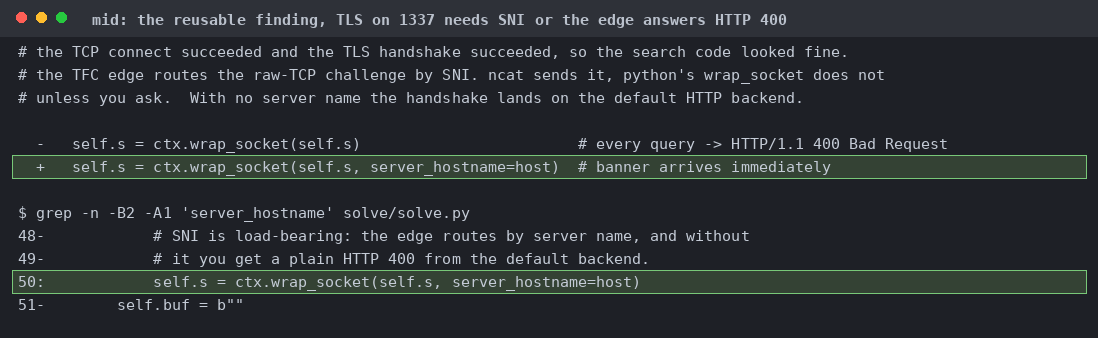 mid: the reusable finding, TLS on 1337 needs SNI or the edge answers HTTP 400
# the TCP connect succeeded and the TLS handshake succeeded, so the search code looked fine.
# the TFC edge routes the raw-TCP challenge by SNI. ncat sends it, python's wrap_socket does not
# unless you ask.  With no server name the handshake lands on the default HTTP backend.
  -   self.s = ctx.wrap_socket(self.s)                        # every query -> HTTP/1.1 400 Bad Request
  +   self.s = ctx.wrap_socket(self.s, server_hostname=host)  # banner arrives immediately
$ grep -n -B2 -A1 'server_hostname' solve/solve.py
48-            # SNI is load-bearing: the edge routes by server name, and without
49-            # it you get a plain HTTP 400 from the default backend.
50:            self.s = ctx.wrap_socket(self.s, server_hostname=host)
51-        self.buf = b""